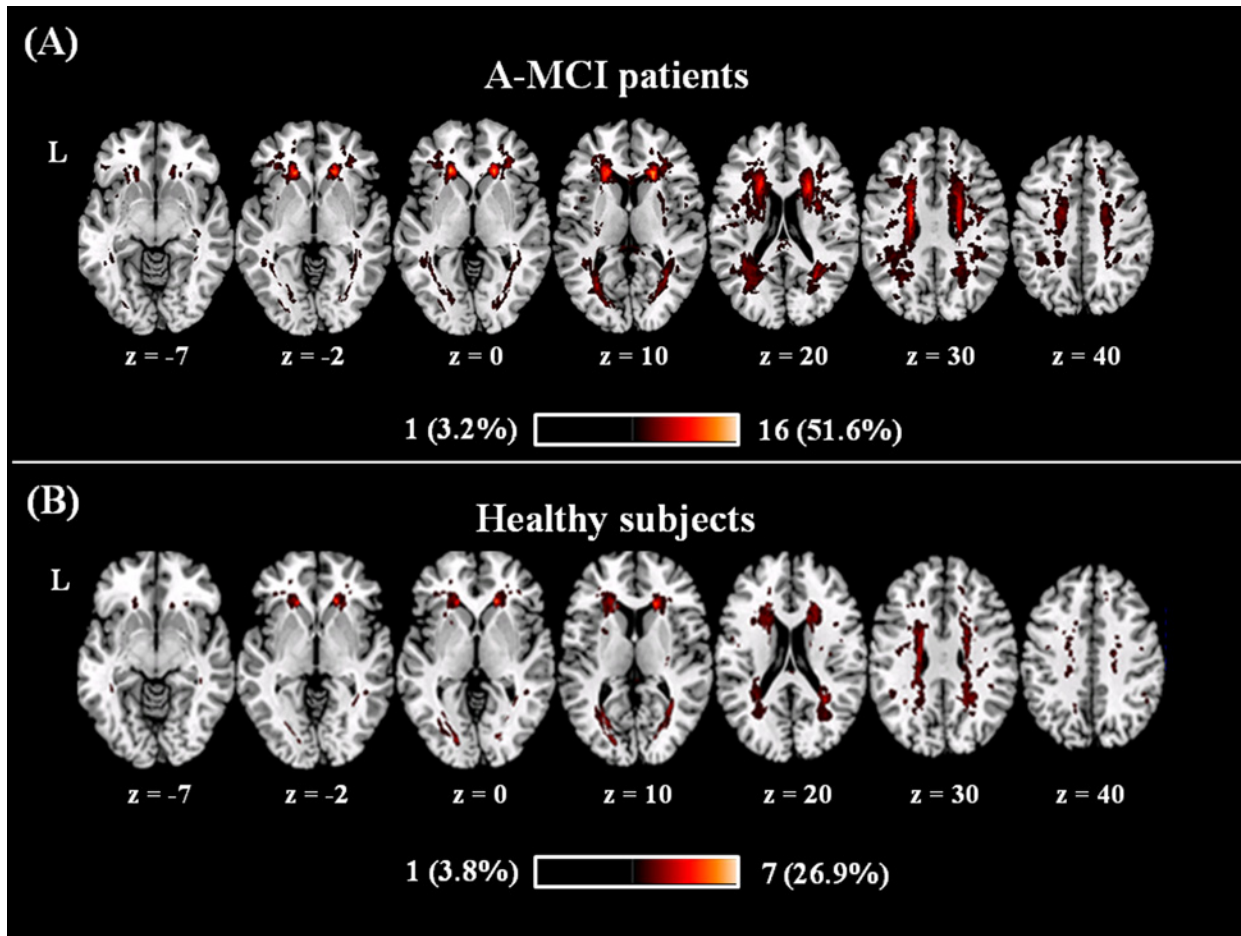 (A)
A-MCI patients
L
z = -7 z = -2 z = 0 z = 10 z = 20 z = 30 z = 40
1 (3.2%) 16 (51.6%)
(B)
Healthy subjects
L
z = -7 z = -2 z = 0 z = 10 z = 20 z = 30 z = 40
1 (3.8%) 7 (26.9%)